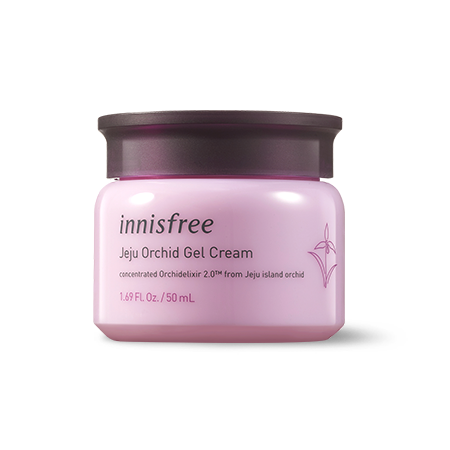 innisfree
Jeju Orchid Gel Cream
concentrated Orchidelixir 2.0™ from Jeju island orchid
1.69 FL Oz. / 50 mL